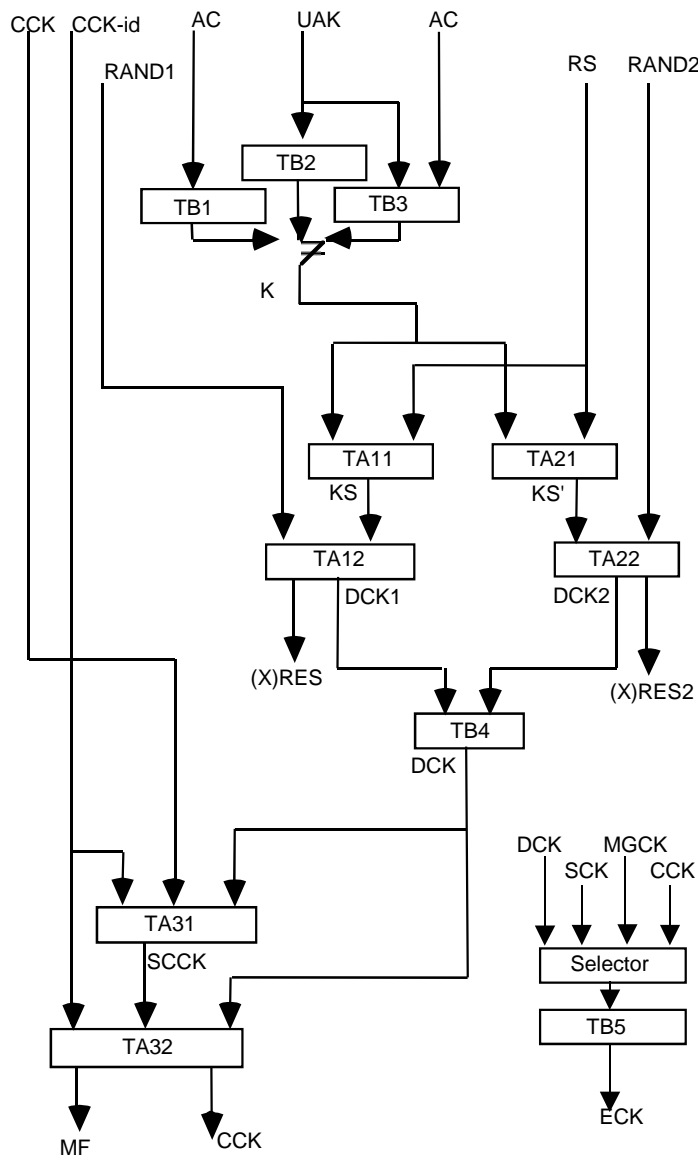 CCK CCK-id AC UAK AC
RAND1 RS RAND2
TB2
TB1 TB3
K
TA11 TA21
KS KS'
TA12 TA22
DCK1 DCK2
(X)RES (X)RES2
TB4
DCK
DCK MGCK
SCK CCK
TA31
SCCK Selector
TB5
TA32
ECK
MF CCK